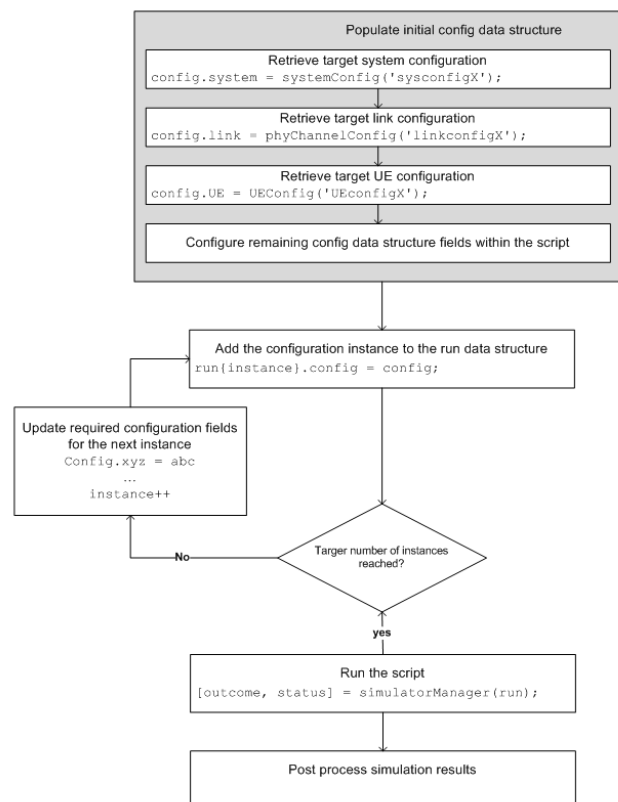 Populate initial config data structure
Retrieve target system configuration
config.system = systemConfig('sysconfigX');
Retrieve target link configuration
config.link = phyChannelConfig('linkconfigX');
Retrieve target UE configuration
config.UE = UEConfig('UEconfigX');
Configure remaining config data structure fields within the script
Add the configuration instance to the run data structure
run{instance}.config = config;
Update required configuration fields
for the next instance
Config.xyz = abc
…
instance++
Targer number of instances
reached?
No
yes
Run the script
[outcome, status] = simulatorManager(run);
Post process simulation results